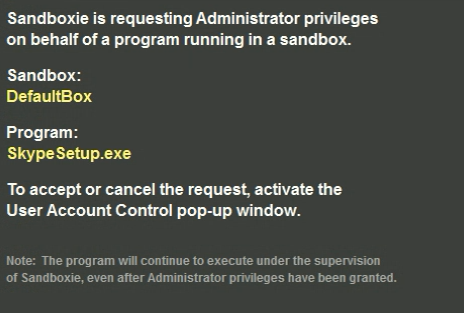 Sandboxie is requesting Administrator privileges
on behalf of a program running in a sandbox.
Sandbox:
DefaultBox
Program:
SkypeSetup.exe
To accept or cancel the request, activate the
User Account Control pop-up window.
Note: The program will continue to execute under the supervision
of Sandboxie, even after Administrator privileges have been granted.